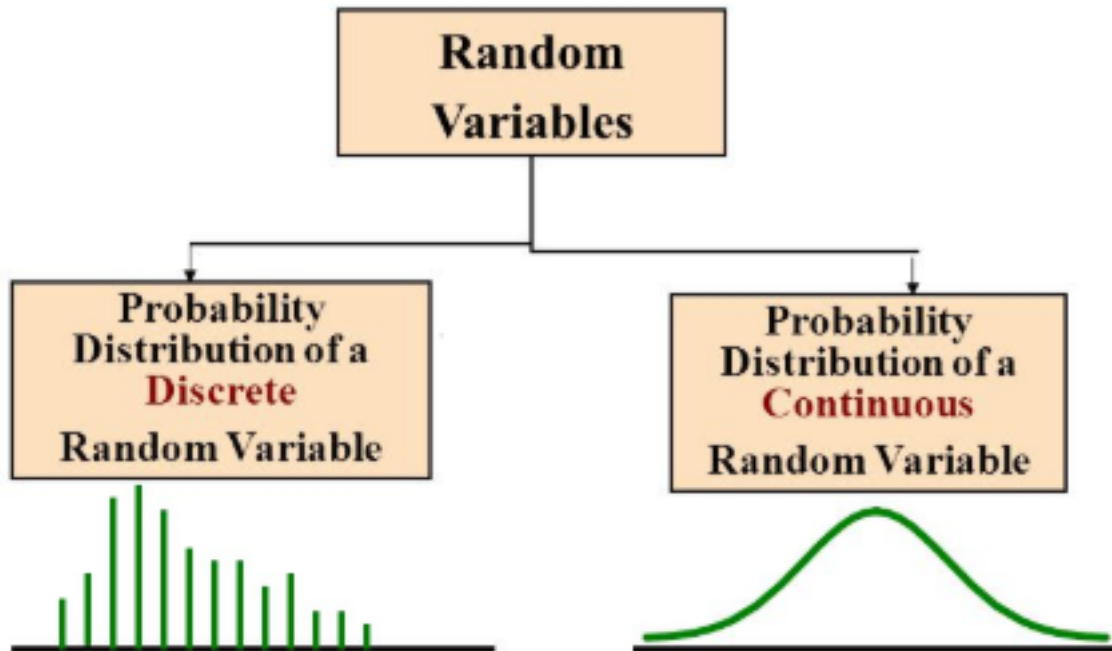 Random
Variables
Probability
Distribution of a
Discrete
Random Variable
Probability
Distribution of a
Continuous
Random Variable